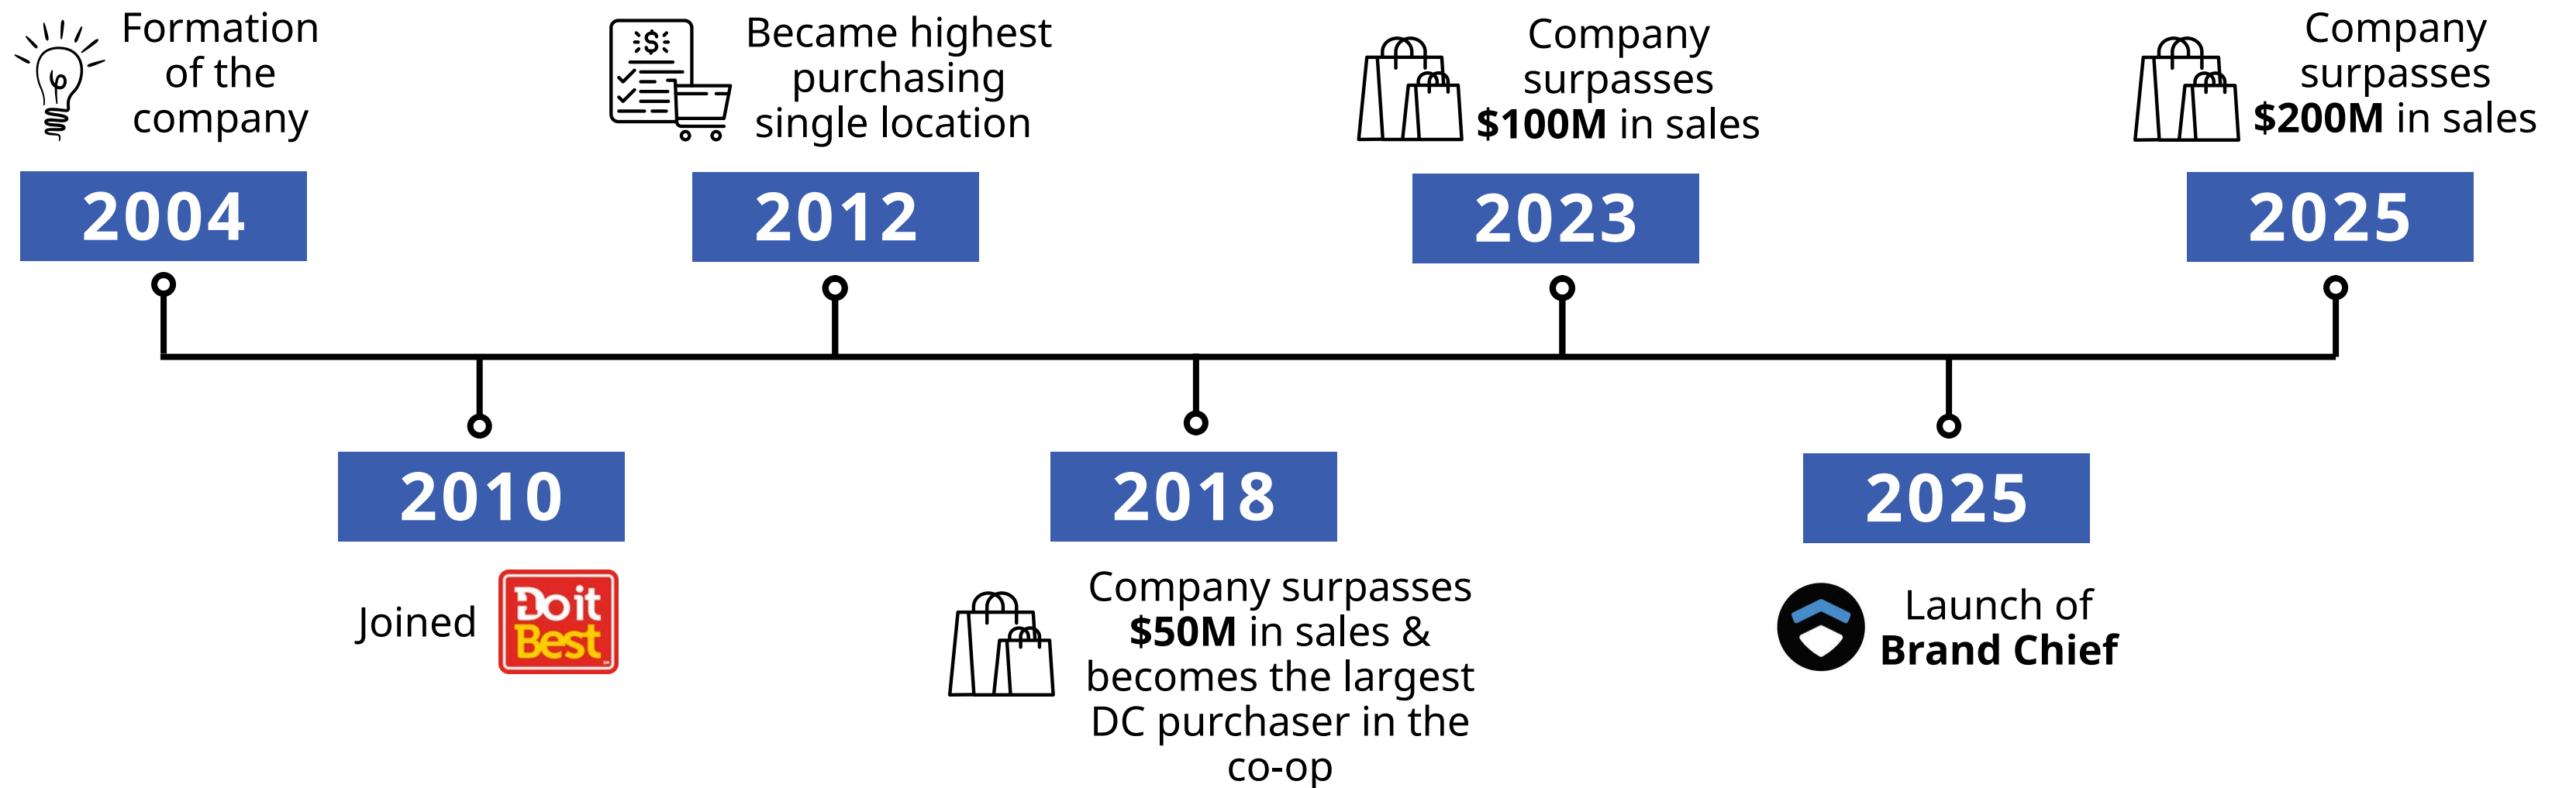 Formation
of the
company
2004
Joined
Do it
Best
2010
Became highest
purchasing
single location
2012
2018
Company surpasses
$50M in sales &
becomes the largest
DC purchaser in the
co-op
Company
surpasses
$100M in sales
2023
2025
Launch of
Brand Chief
Company
surpasses
$200M in sales
2025